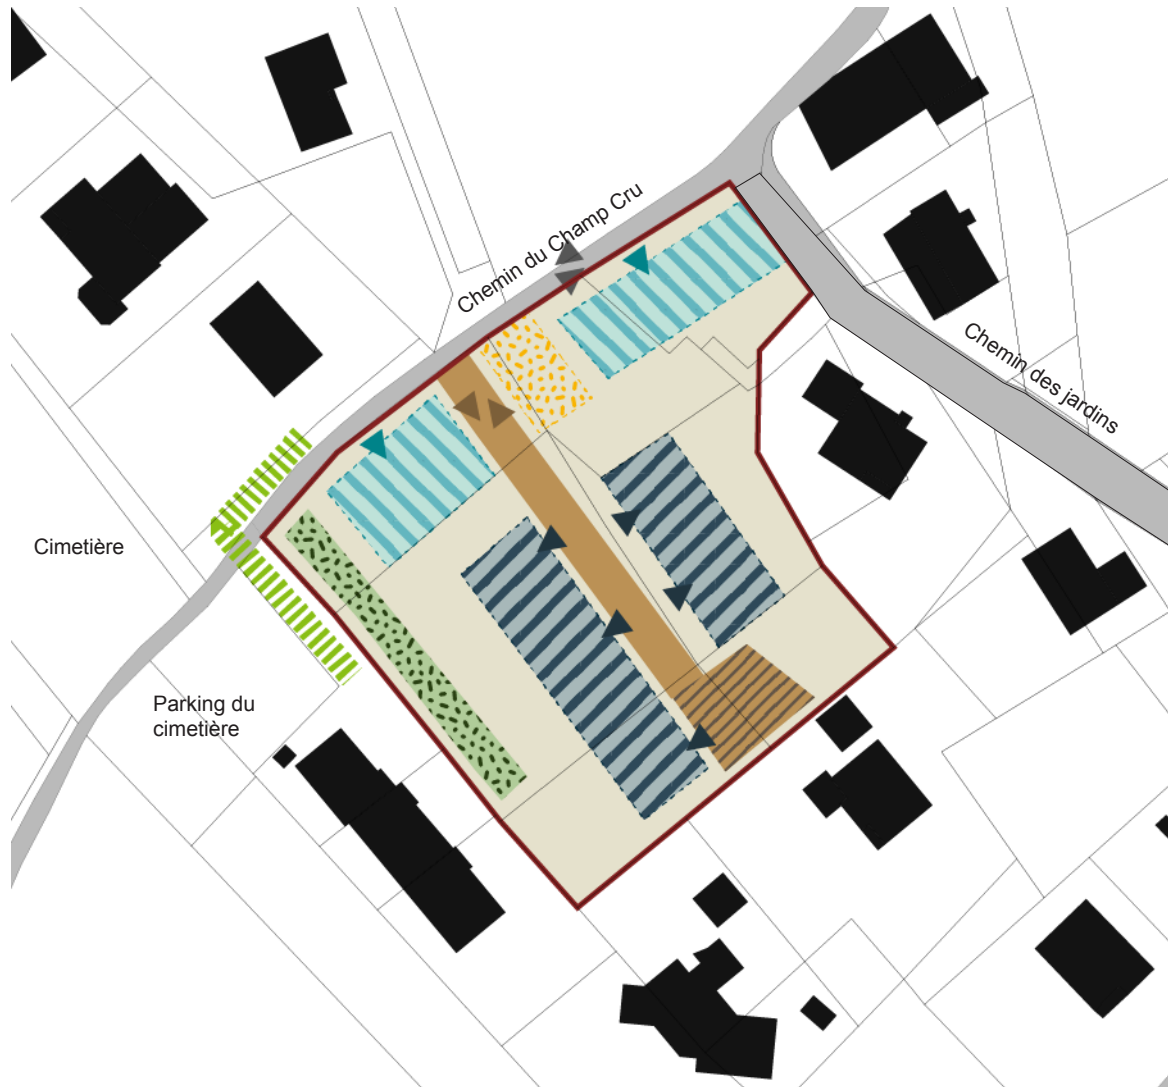 Chemin du Champ Cru
Chemin des jardins
Cimetière
Parking du
cimetière